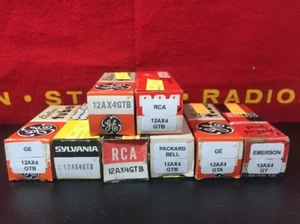 N · ST RADIO
12AX4GTB
RCA
12AX4
GTB
GE
12AX4
GTB
SYLVANIA
12AX4GTB
RCA
12AX4GTB
PACKARD
BELL
12AX4
GTB
GE
12AX4
GTA
EMERSON
12AX4
GT